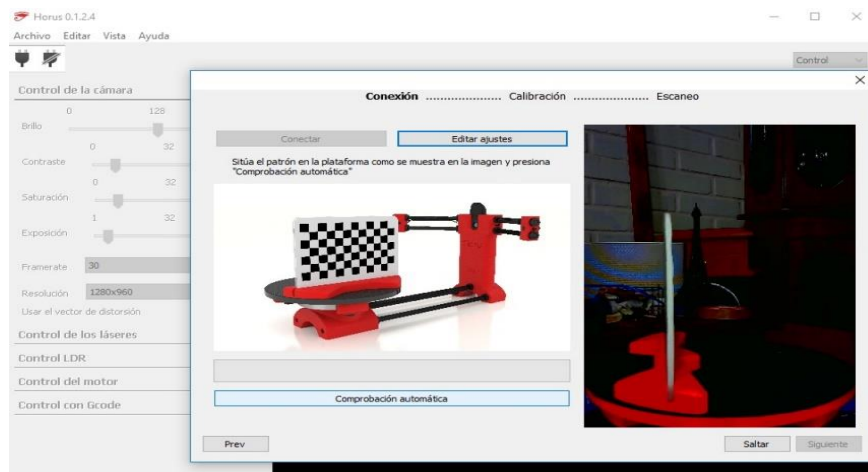 Horus 0.1.2.4
Archivo Editar Vista Ayuda
Control
Control de la cámara
0 128
Brillo
0 32
Contraste
0 32
Saturación
1 32
Exposición
Framerate 30
Resolución 1280x960
Usar el vector de distorsión
Control de los láseres
Control LDR
Control del motor
Control con Gcode
Conexión ..................... Calibración ..................... Escaneo
Conectar Editar ajustes
Sitúa el patrón en la plataforma como se muestra en la imagen y presiona
"Comprobación automática"
Comprobación automática
Prev Saltar Siguiente